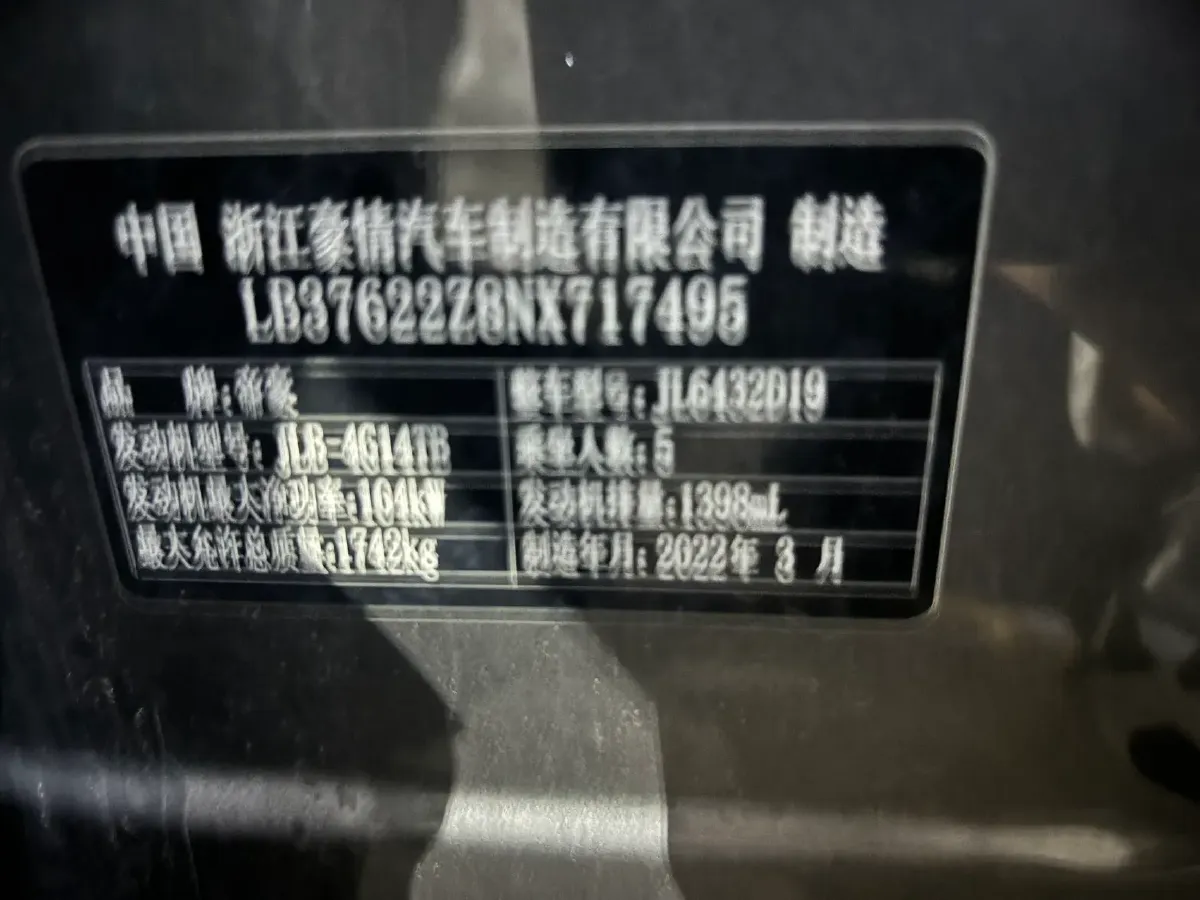 中国 浙江豪情汽车制造有限公司 制造
LB37622Z6NX717495
品 牌:帝豪 整车型号:JL6432D19
发动机型号:JLB-4G14TB 乘坐人数:5
发动机最大净功率:104kW 发动机排量:1398mL
最大允许总质量:1742kg 制造年月:2022年 3 月